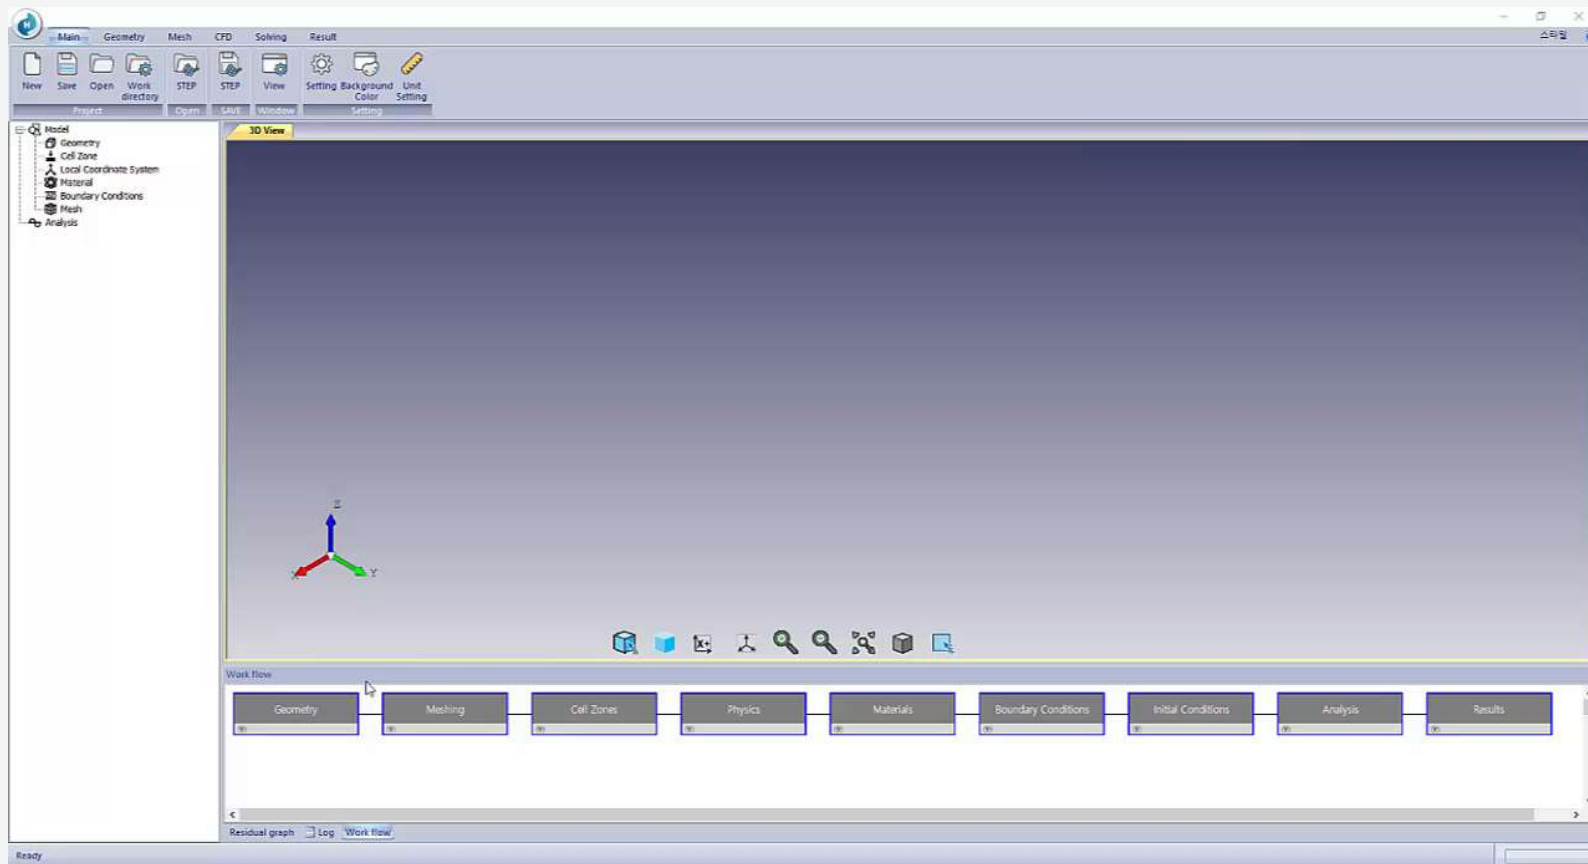 Main Geometry Mesh CFD Solving Result
스타일
New Save Open Work directory STEP STEP View Setting Background Color Unit Setting
Project Open SAVE Window Setting
Model
Geometry
Cell Zone
Local Coordinate System
Material
Boundary Conditions
Mesh
Analysis
3D View
Z
X
Y
X+
Work flow
Geometry Meshing Cell Zones Physics Materials Boundary Conditions Initial Conditions Analysis Results
Residual graph Log Work flow
Ready